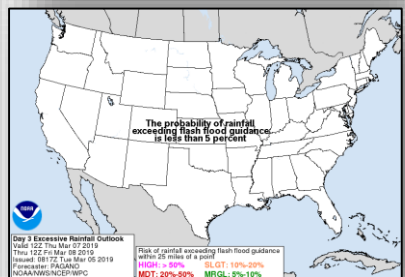 The probability of rainfall
exceeding flash flood guidance
is less than 5 percent
NOAA
Day 3 Excessive Rainfall Outlook
Valid 12Z Thu Mar 07 2019
Thru 12Z Fri Mar 08 2019
Issued: 0817Z Tue Mar 05 2019
Forecaster: PAGANO
NOAA/NWS/NCEP/WPC
Risk of rainfall exceeding flash flood guidance
within 25 miles of a point
HIGH: > 50% SLGT: 10%-20%
MDT: 20%-50% MRGL: 5%-10%